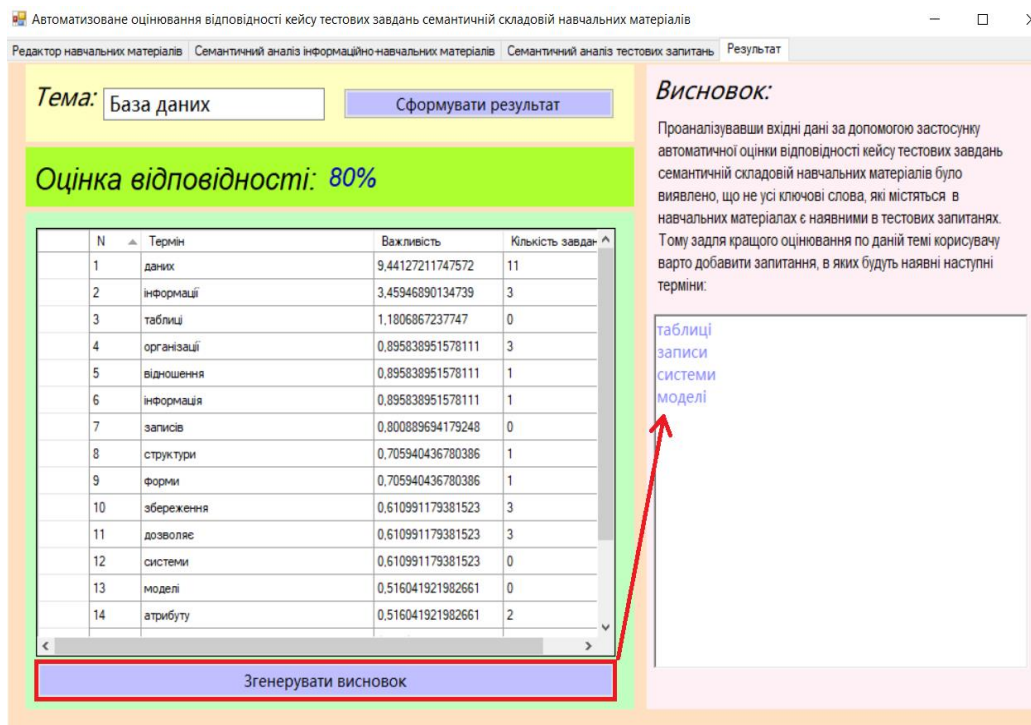 Автоматизоване оцінювання відповідності кейсу тестових завдань семантичній складовій навчальних матеріалів
Редактор навчальних матеріалів Семантичний аналіз інформаційно-навчальних матеріалів Семантичний аналіз тестових запитань Результат
Тема: База даних Сформувати результат
Оцінка відповідності: 80%
N Термін Важливість Кількість завдан
1 даних 9,44127211747572 11
2 інформації 3,45946890134739 3
3 таблиці 1,1806867237747 0
4 організації 0,895838951578111 3
5 відношення 0,895838951578111 1
6 інформація 0,895838951578111 1
7 записів 0,800889694179248 0
8 структури 0,705940436780386 1
9 форми 0,705940436780386 1
10 збереження 0,610991179381523 3
11 дозволяє 0,610991179381523 3
12 системи 0,610991179381523 0
13 моделі 0,516041921982661 0
14 атрибуту 0,516041921982661 2
Згенерувати висновок
Висновок:
Проаналізувавши вхідні дані за допомогою застосунку
автоматичної оцінки відповідності кейсу тестових завдань
семантичній складовій навчальних матеріалів було
виявлено, що не усі ключові слова, які містяться в
навчальних матеріалах є наявними в тестових запитанях.
Тому задля кращого оцінювання по даній темі корисувачу
варто добавити запитання, в яких будуть наявні наступні
терміни:
таблиці
записи
системи
моделі